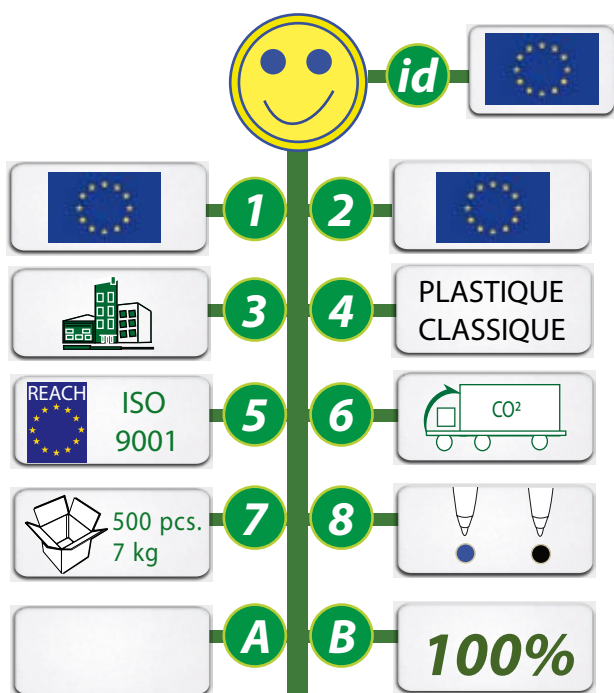 id
1
2
3
4
PLASTIQUE
CLASSIQUE
REACH
ISO
9001
5
6
CO²
500 pcs.
7 kg
7
8
A
B
100%